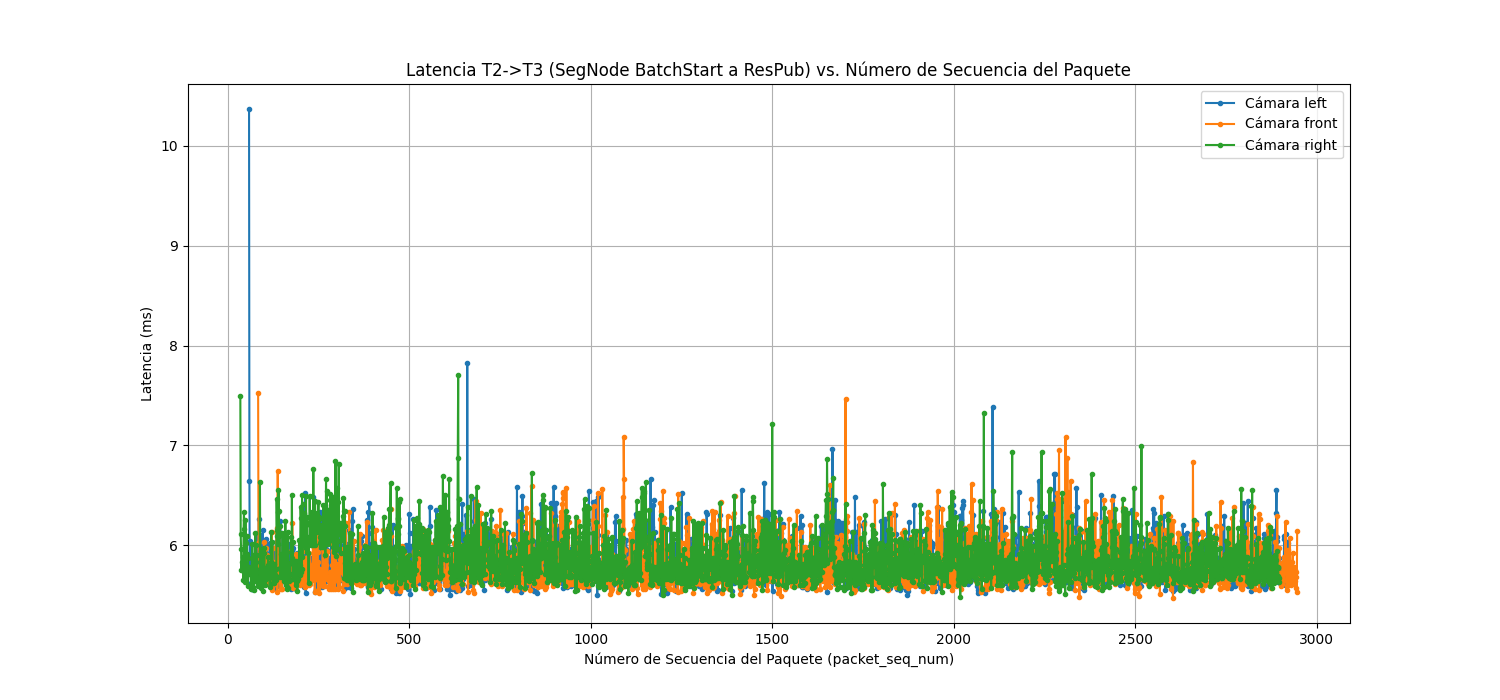 Latencia T2->T3 (SegNode BatchStart a ResPub) vs. Número de Secuencia del Paquete
Cámara left
Cámara front
Cámara right
Latencia (ms)
10
9
8
7
6
0
500
1000
1500
2000
2500
3000
Número de Secuencia del Paquete (packet_seq_num)